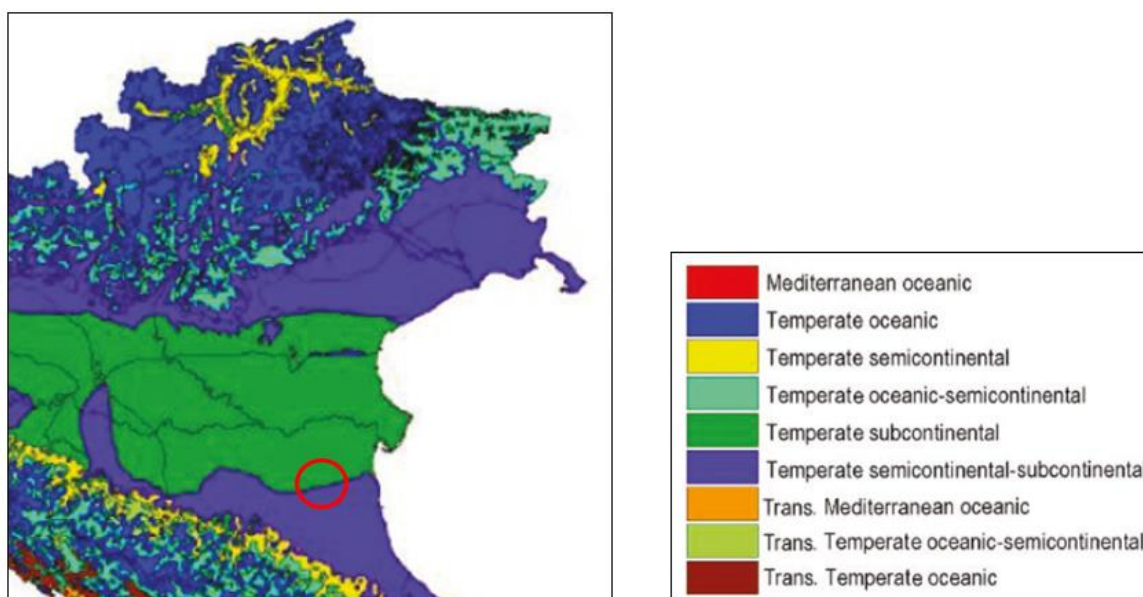 Mediterranean oceanic
Temperate oceanic
Temperate semicontinental
Temperate oceanic-semicontinental
Temperate subcontinental
Temperate semicontinental-subcontinental
Trans. Mediterranean oceanic
Trans. Temperate oceanic-semicontinental
Trans. Temperate oceanic